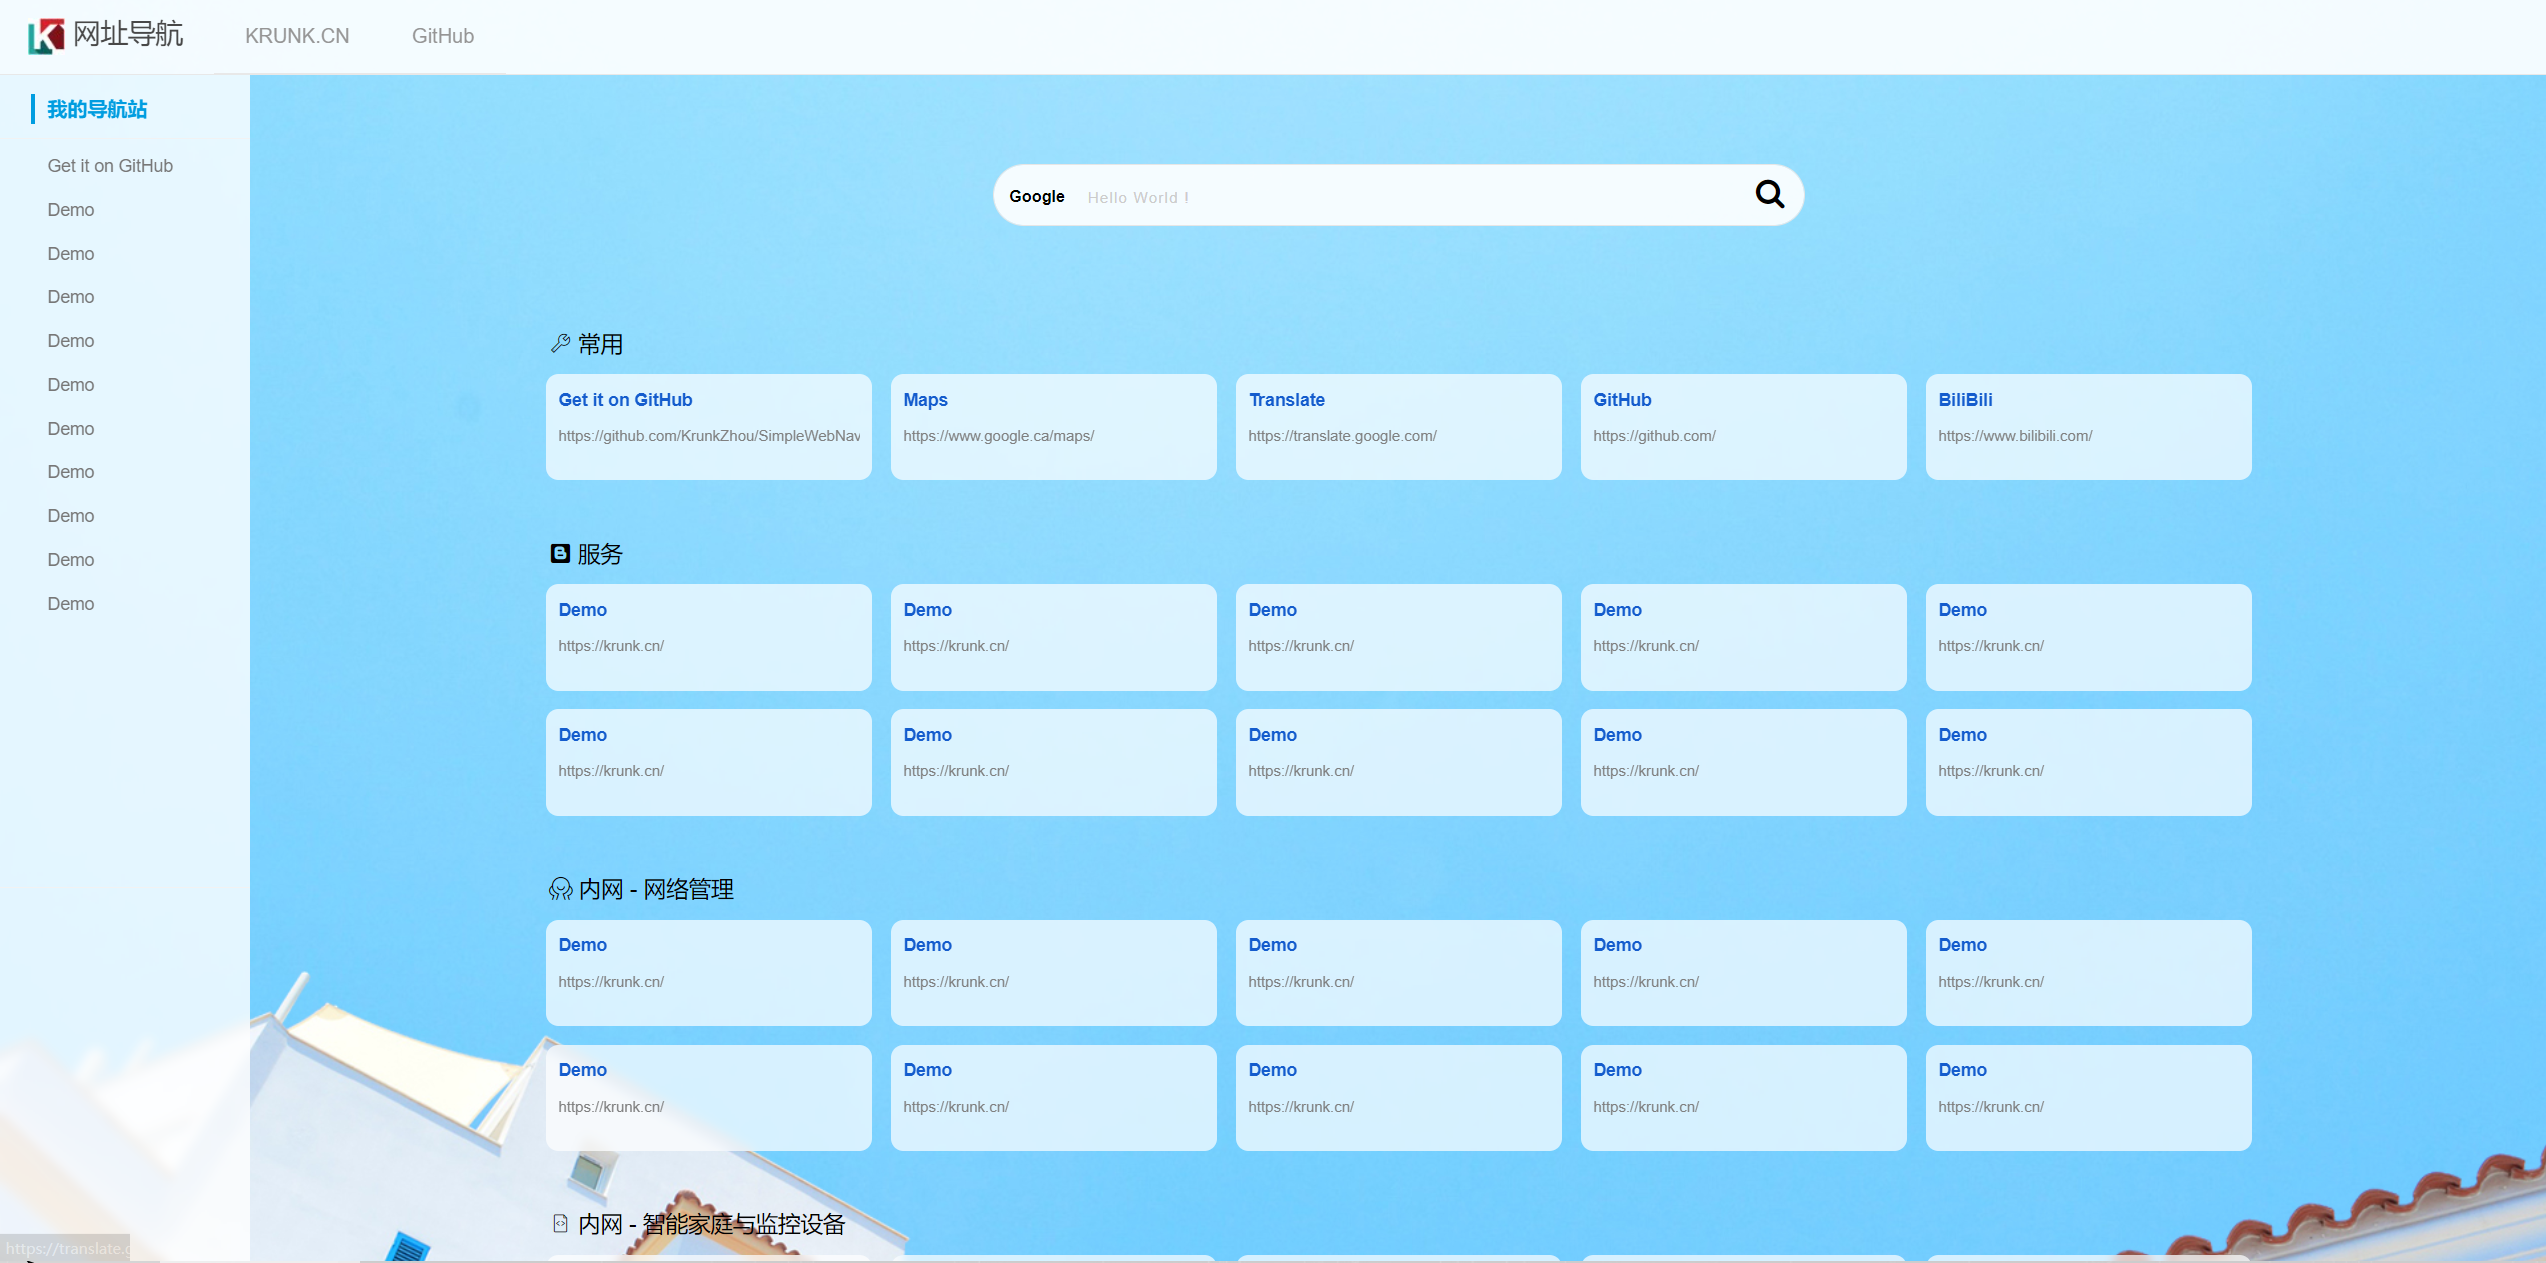 网址导航
KRUNK.CN
GitHub
我的导航站
Get it on GitHub
Demo
Demo
Demo
Demo
Demo
Demo
Demo
Demo
Demo
Demo
Google
Hello World !
常用
Get it on GitHub
Maps
Translate
GitHub
BiliBili
https://github.com/KrunkZhou/SimpleWebNav
https://www.google.ca/maps/
https://translate.google.com/
https://github.com/
https://www.bilibili.com/
服务
Demo
Demo
Demo
Demo
Demo
https://krunk.cn/
https://krunk.cn/
https://krunk.cn/
https://krunk.cn/
https://krunk.cn/
Demo
Demo
Demo
Demo
Demo
https://krunk.cn/
https://krunk.cn/
https://krunk.cn/
https://krunk.cn/
https://krunk.cn/
内网 - 网络管理
Demo
Demo
Demo
Demo
Demo
https://krunk.cn/
https://krunk.cn/
https://krunk.cn/
https://krunk.cn/
https://krunk.cn/
Demo
Demo
Demo
Demo
Demo
https://krunk.cn/
https://krunk.cn/
https://krunk.cn/
https://krunk.cn/
https://krunk.cn/
内网 - 智能家庭与监控设备
https://translate.g